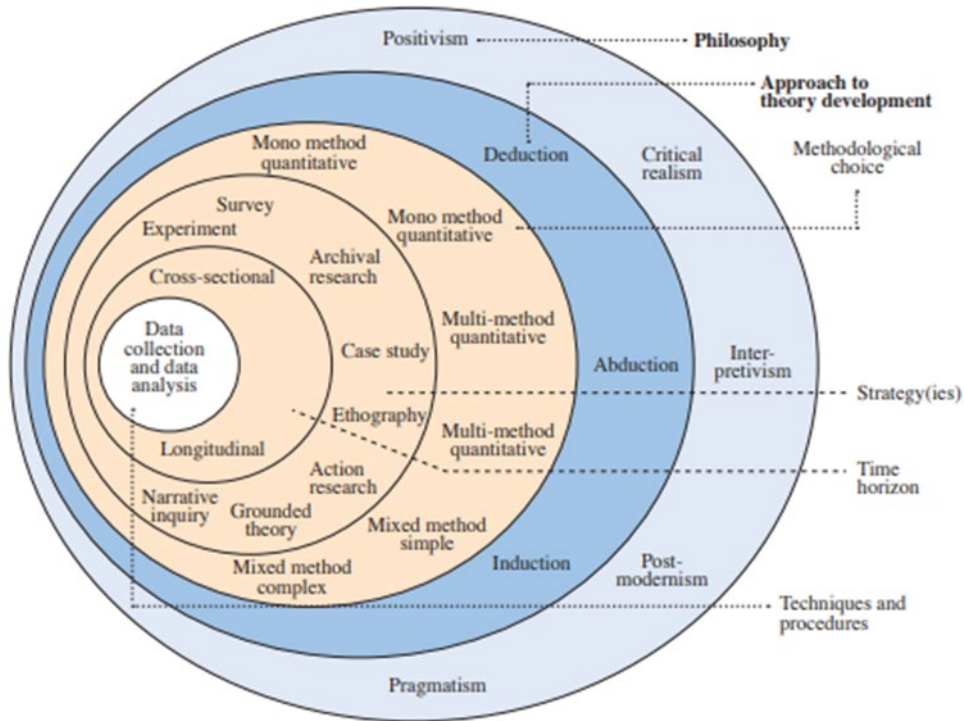 Positivism
Philosophy
Approach to
theory development
Mono method
quantitative
Deduction
Critical
realism
Methodological
choice
Survey
Experiment
Mono method
quantitative
Archival
research
Cross-sectional
Data
collection
and data
analysis
Multi-method
quantitative
Case study
Abduction
Inter-
pretivism
Strategy(ies)
Ethography
Multi-method
quantitative
Longitudinal
Time
horizon
Action
research
Narrative
inquiry
Grounded
theory
Mixed method
simple
Mixed method
complex
Induction
Post-
modernism
Techniques and
procedures
Pragmatism